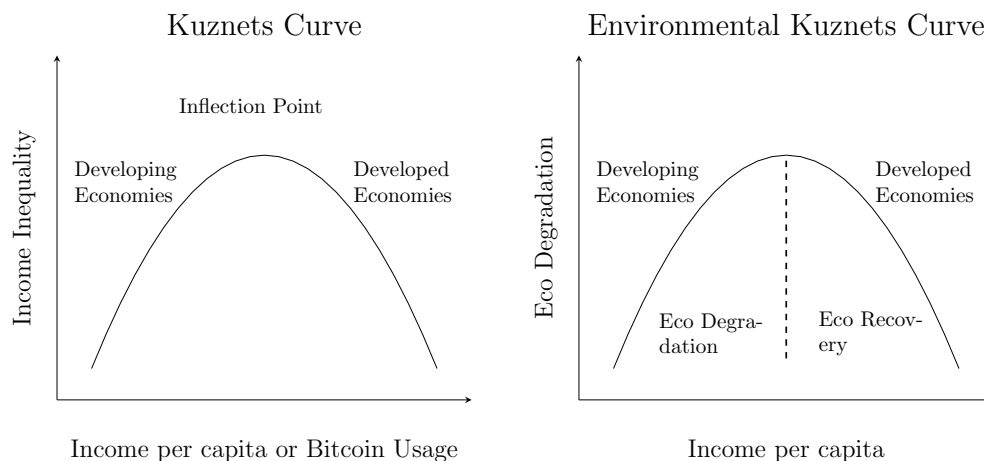 Kuznets Curve
Inflection Point
Developing
Economies
Developed
Economies
Income Inequality
Income per capita or Bitcoin Usage
Environmental Kuznets Curve
Developing
Economies
Developed
Economies
Eco Degra-
dation
Eco Recov-
ery
Eco Degradation
Income per capita